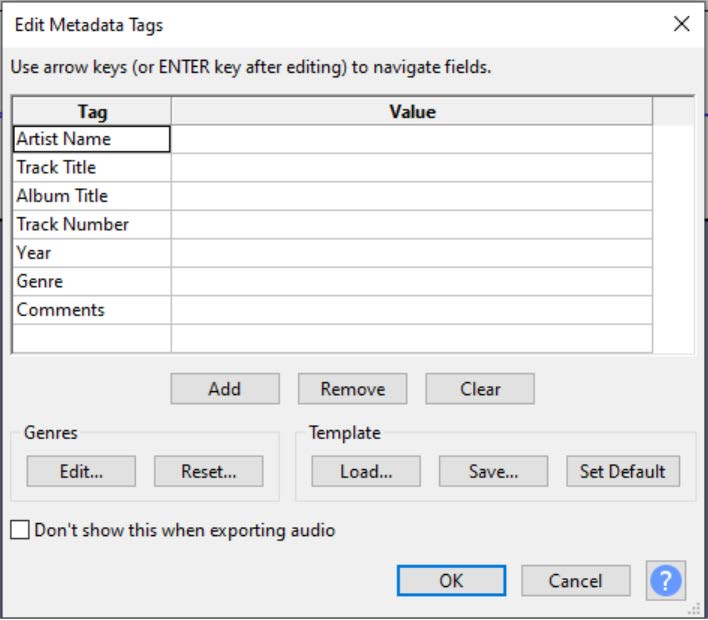 Edit Metadata Tags
Use arrow keys (or ENTER key after editing) to navigate fields.
Tag Value
Artist Name
Track Title
Album Title
Track Number
Year
Genre
Comments
Add Remove Clear
Genres Template
Edit... Reset... Load... Save... Set Default
Don't show this when exporting audio
OK Cancel ?